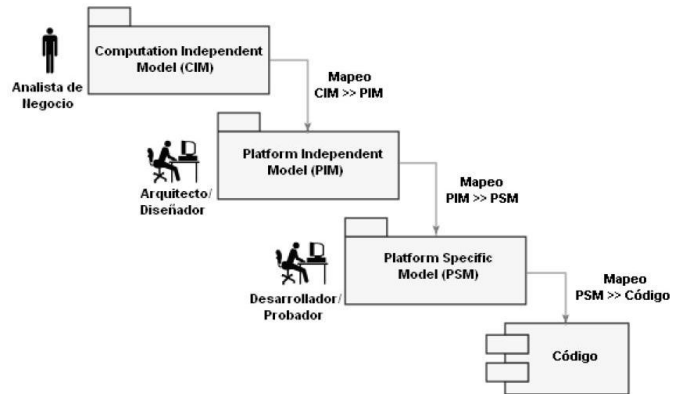 Computation Independent
Model (CIM)
Analista de
Negocio
Mapeo
CIM >> PIM
Platform Independent
Model (PIM)
Arquitecto/
Diseñador
Mapeo
PIM >> PSM
Platform Specific
Model (PSM)
Desarrollador/
Probador
Mapeo
PSM >> Código
Código